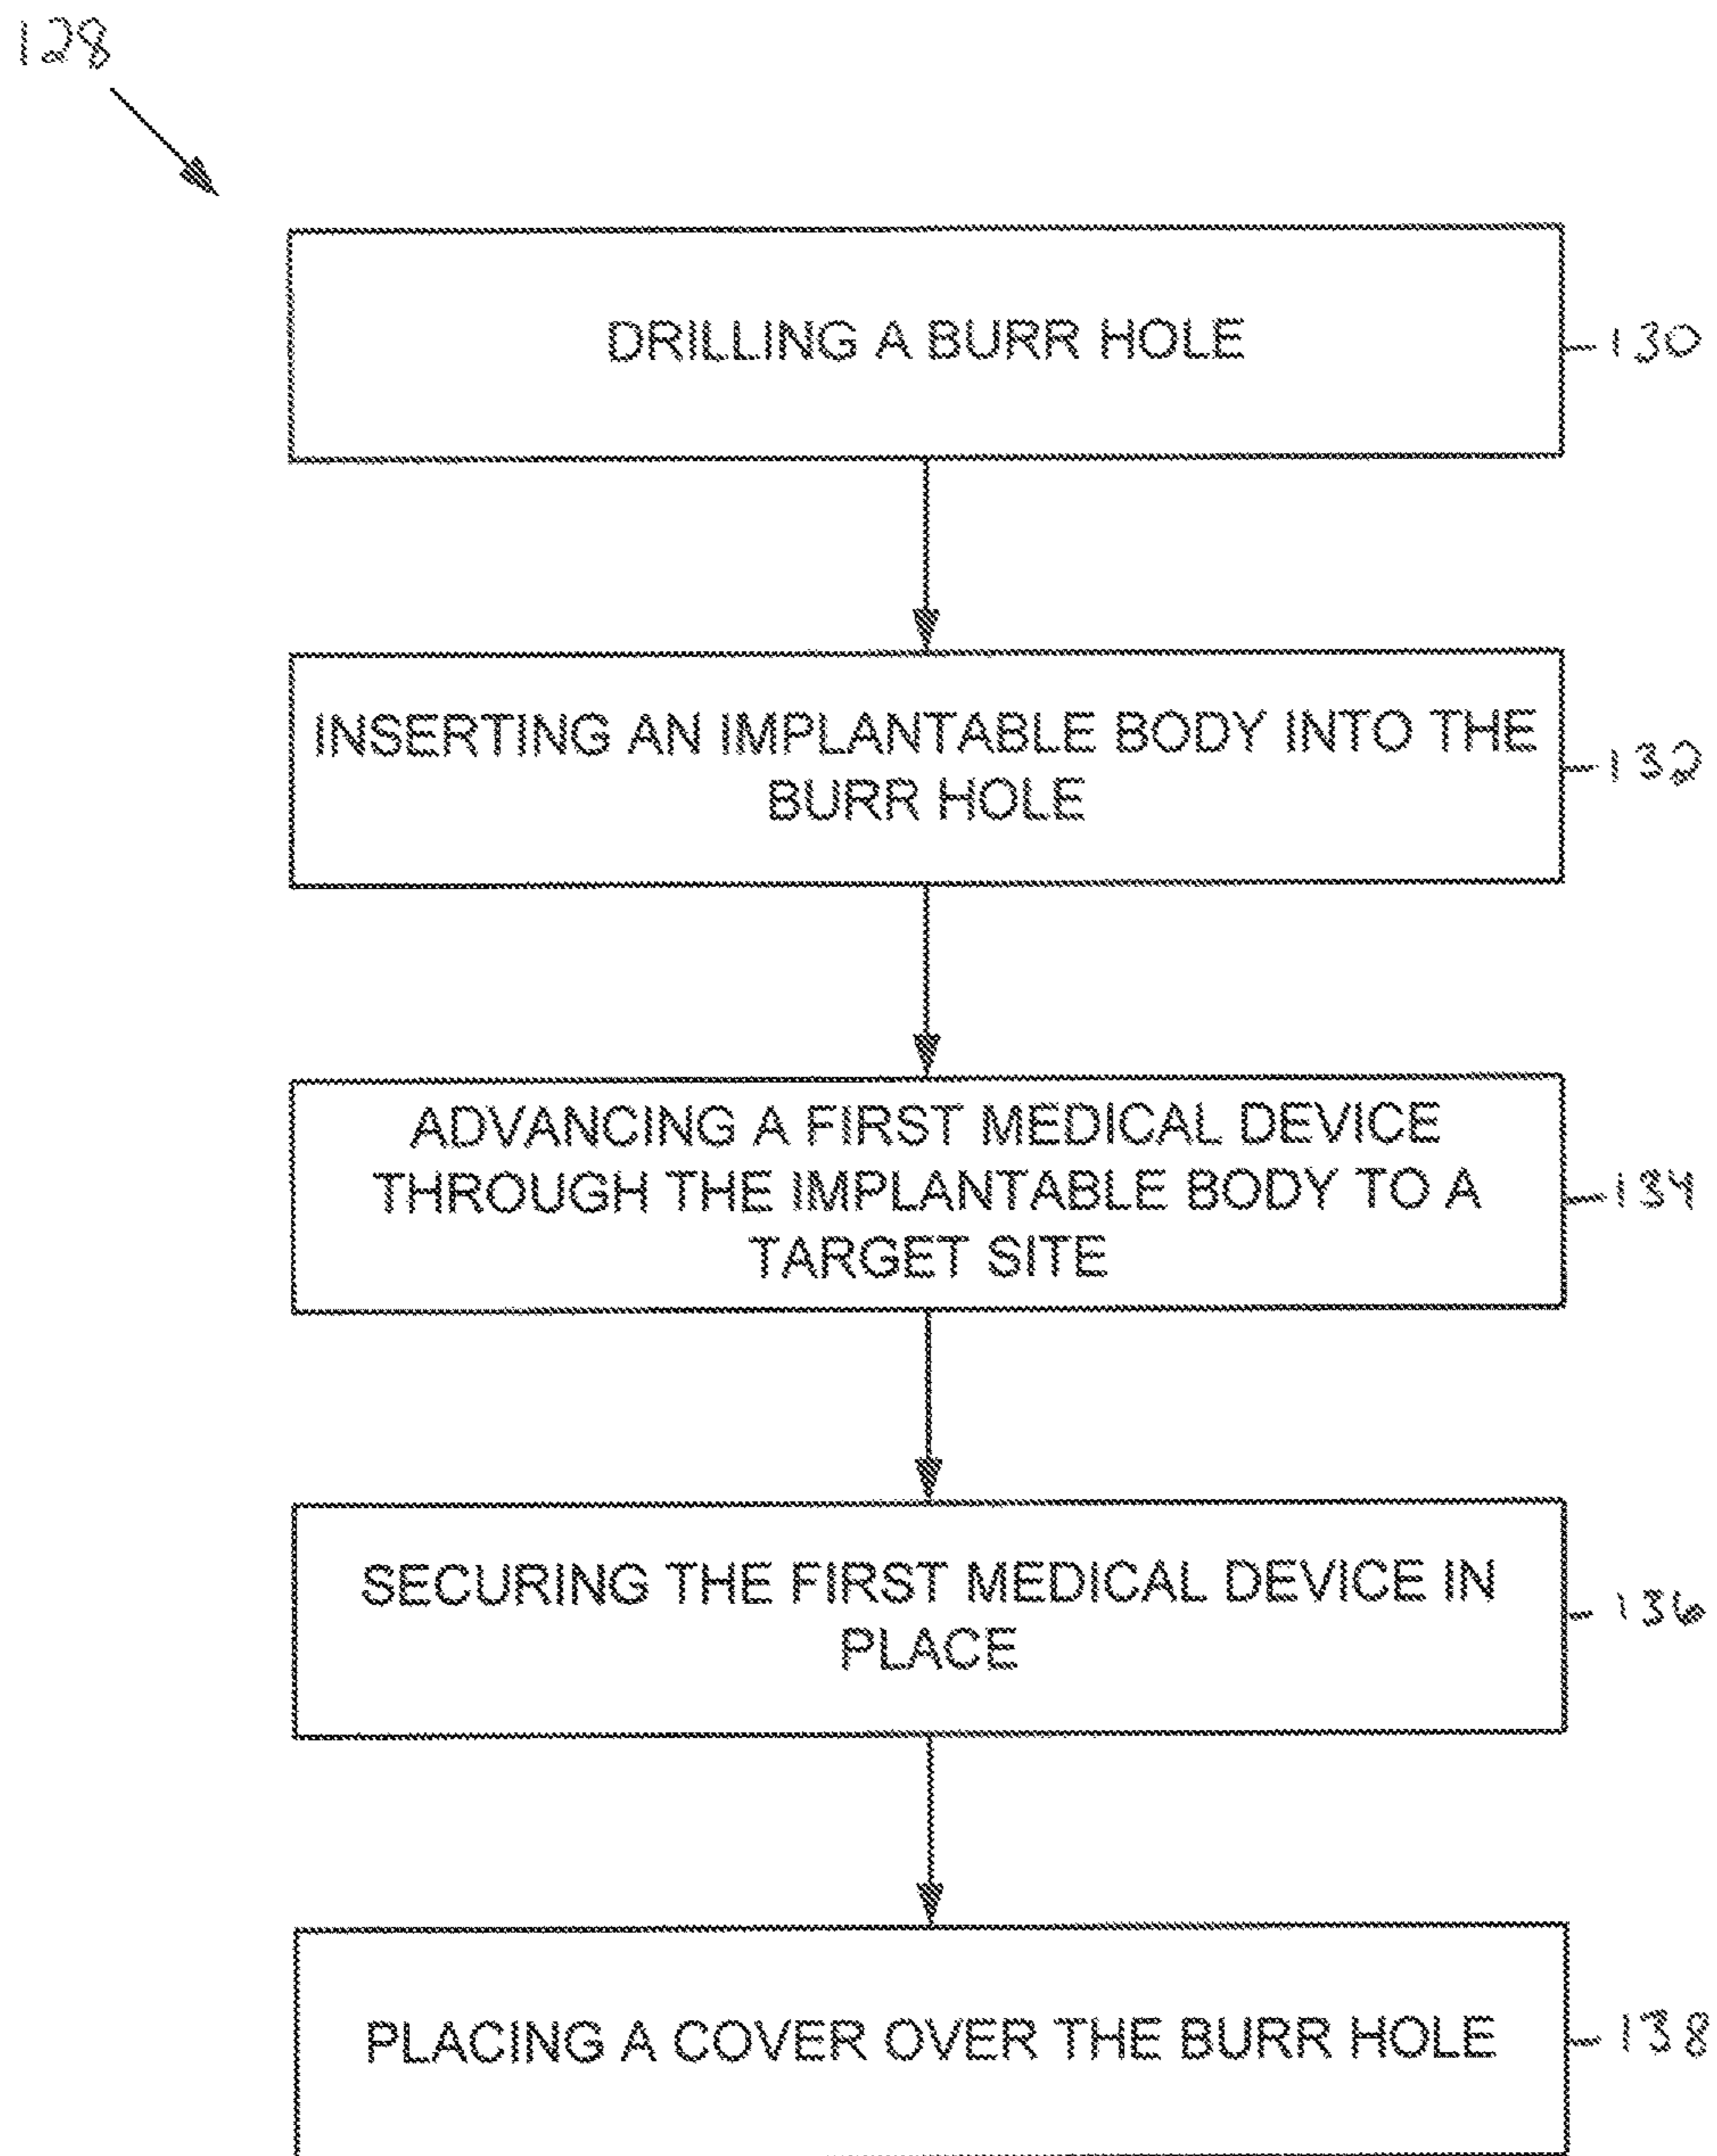 128
DRILLING A BURR HOLE
130
INSERTING AN IMPLANTABLE BODY INTO THE
BURR HOLE
132
ADVANCING A FIRST MEDICAL DEVICE
THROUGH THE IMPLANTABLE BODY TO A
TARGET SITE
134
SECURING THE FIRST MEDICAL DEVICE IN
PLACE
136
PLACING A COVER OVER THE BURR HOLE
138